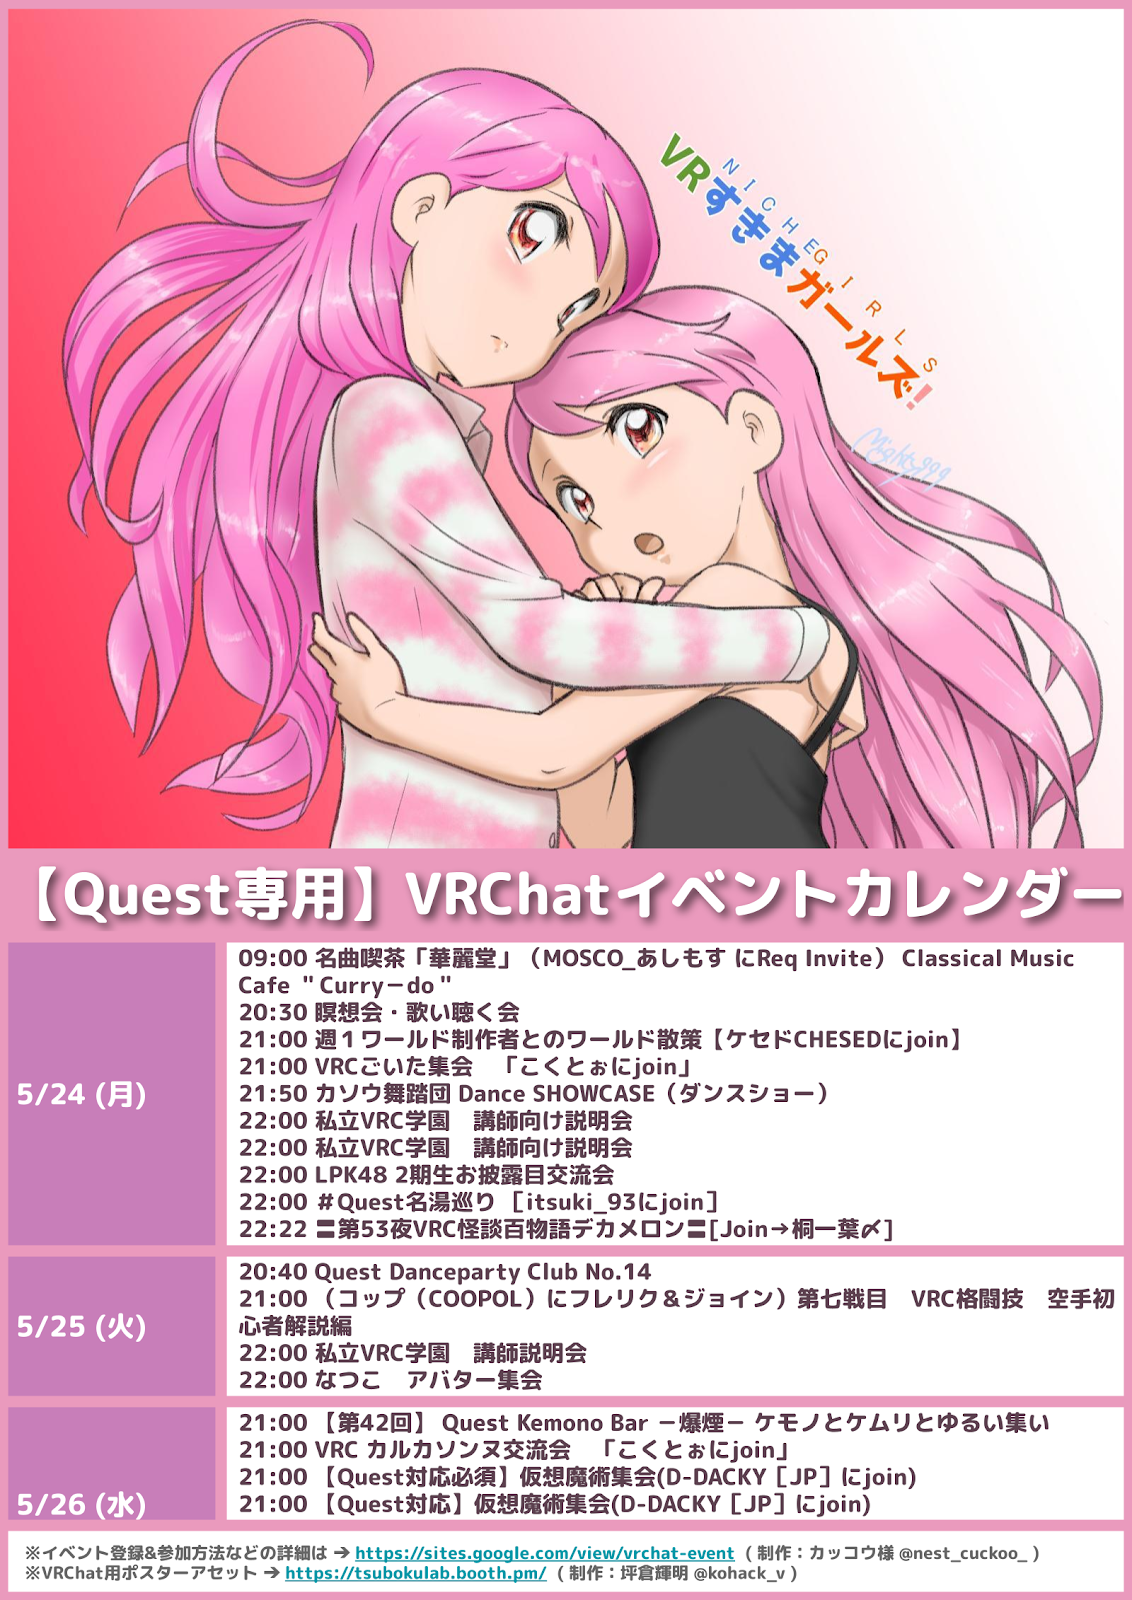 NICHE GIRLS
VRすきまガールズ!
Mighty999
【Quest専用】VRChatイベントカレンダー
5/24 (月)
09:00 名曲喫茶「華麗堂」（MOSCO_あしもす にReq Invite） Classical Music
Cafe ＂Curry－do＂
20:30 瞑想会・歌い聴く会
21:00 週１ワールド制作者とのワールド散策【ケセドCHESEDにjoin】
21:00 VRCごいた集会　「こくとぉにjoin」
21:50 カソウ舞踏団 Dance SHOWCASE（ダンスショー）
22:00 私立VRC学園　講師向け説明会
22:00 私立VRC学園　講師向け説明会
22:00 LPK48 2期生お披露目交流会
22:00 ＃Quest名湯巡り ［itsuki_93にjoin］
22:22 〓第53夜VRC怪談百物語デカメロン〓[Join→桐一葉〆]
5/25 (火)
20:40 Quest Danceparty Club No.14
21:00 （コップ（COOPOL）にフレリク＆ジョイン）第七戦目　VRC格闘技　空手初
心者解説編
22:00 私立VRC学園　講師説明会
22:00 なつこ　アバター集会
5/26 (水)
21:00 【第42回】 Quest Kemono Bar －爆煙－ ケモノとケムリとゆるい集い
21:00 VRC カルカソンヌ交流会　「こくとぉにjoin」
21:00 【Quest対応必須】仮想魔術集会(D-DACKY［JP］にjoin)
21:00 【Quest対応】仮想魔術集会(D-DACKY［JP］にjoin)
※イベント登録&参加方法などの詳細は → https://sites.google.com/view/vrchat-event （ 制作：カッコウ様 @nest_cuckoo_ ）
※VRChat用ポスターアセット → https://tsubokulab.booth.pm/ （ 制作：坪倉輝明 @kohack_v ）